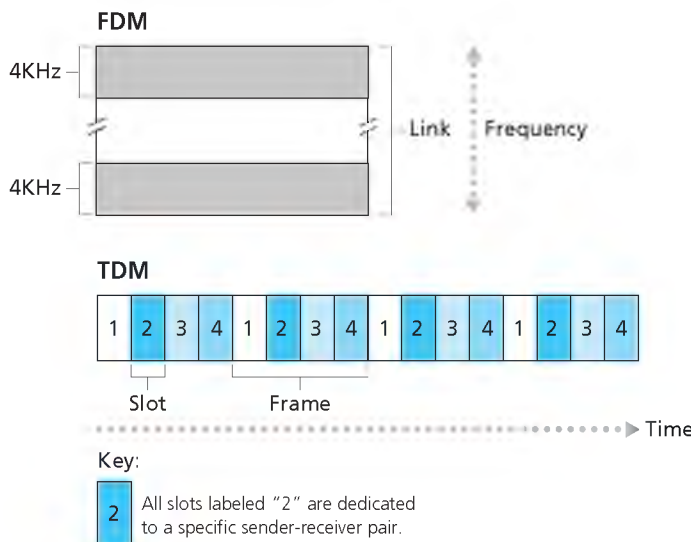 FDM
4KHz
Link
Frequency
4KHz
TDM
1 2 3 4 1 2 3 4 1 2 3 4 1 2 3 4
Slot
Frame
Time
Key:
2
All slots labeled “2” are dedicated
to a specific sender-receiver pair.